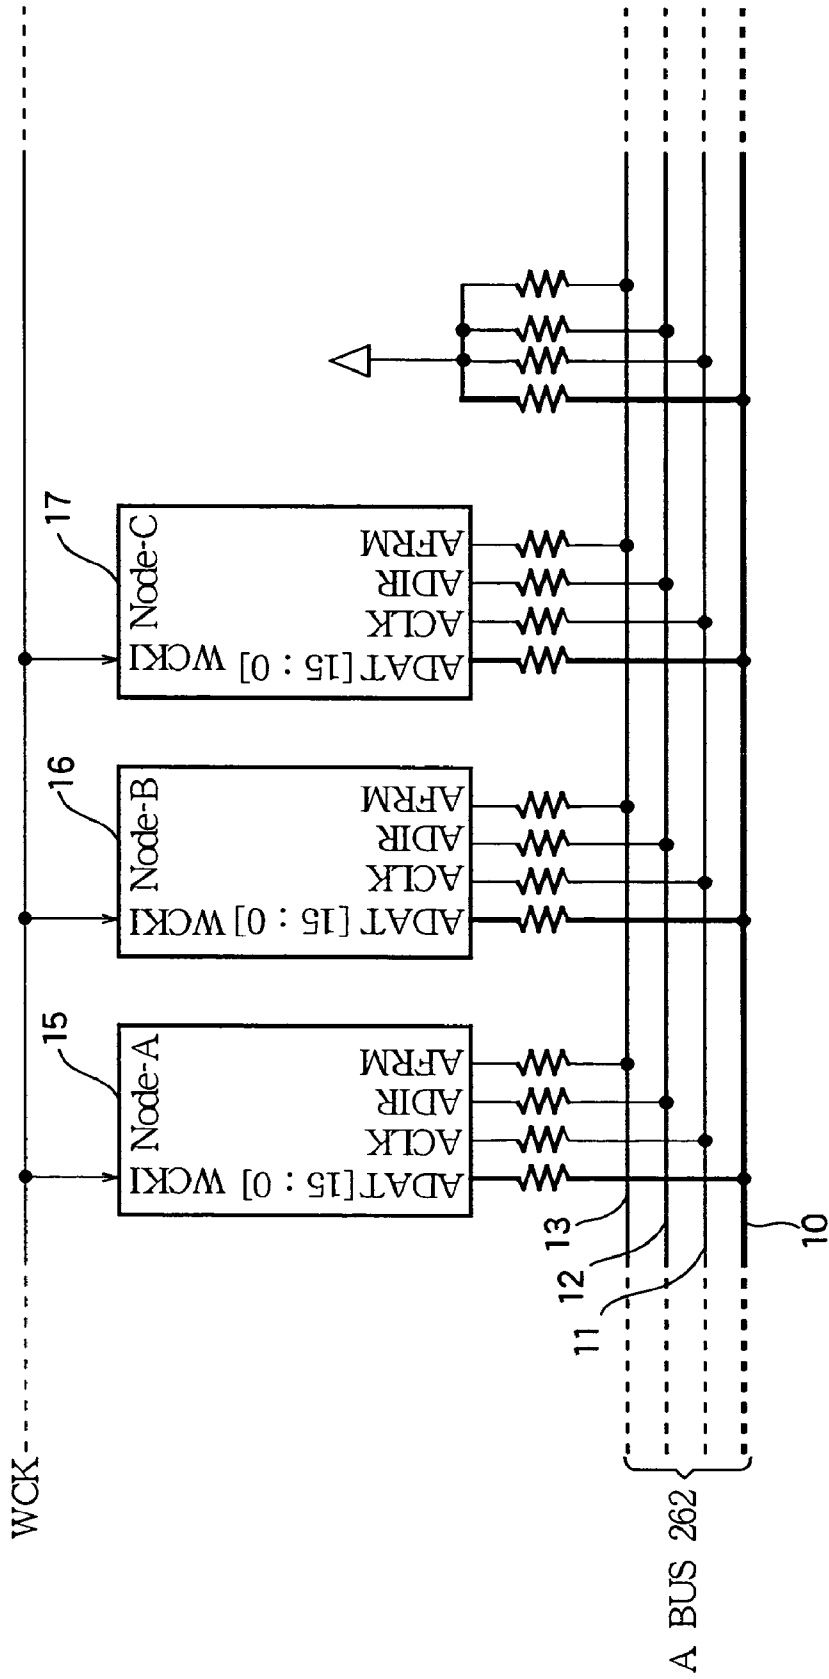 WCK
15
16
17
Node-A
WCKI
ADAT [15 : 0]
ACLK
ADIR
AFRM
Node-B
WCKI
ADAT [15 : 0]
ACLK
ADIR
AFRM
Node-C
WCKI
ADAT [15 : 0]
ACLK
ADIR
AFRM
13
12
11
10
A BUS 262